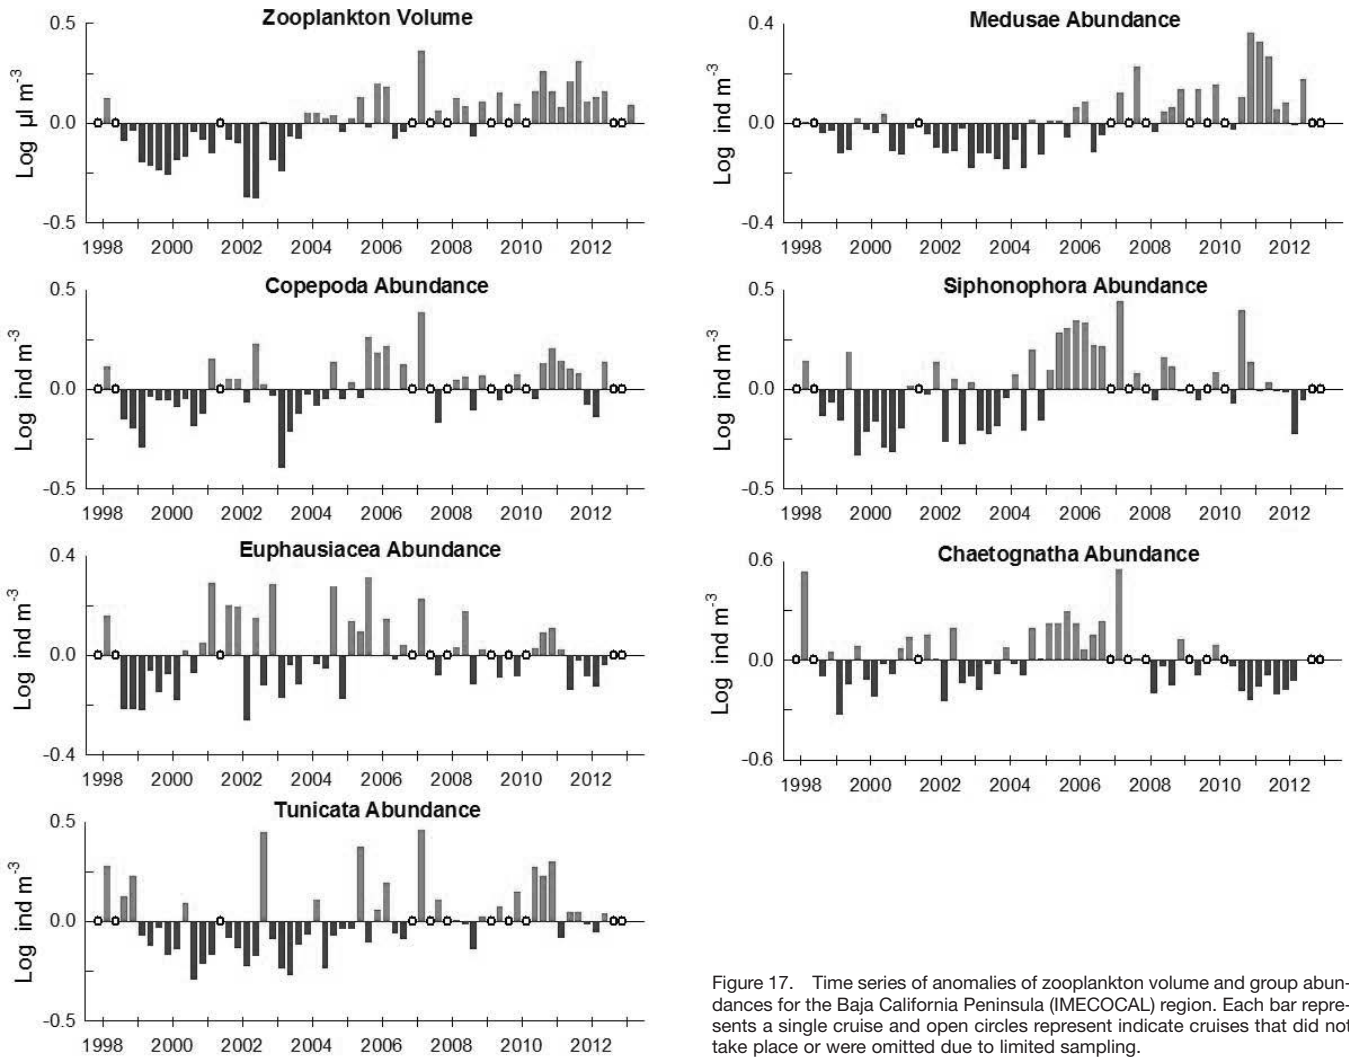 Zooplankton Volume
Log µl m-3
0.5
0.0
-0.5
1998 2000 2002 2004 2006 2008 2010 2012
Copepoda Abundance
Log ind m-3
0.5
0.0
-0.5
1998 2000 2002 2004 2006 2008 2010 2012
Euphausiacea Abundance
Log ind m-3
0.4
0.0
-0.4
1998 2000 2002 2004 2006 2008 2010 2012
Tunicata Abundance
Log ind m-3
0.5
0.0
-0.5
1998 2000 2002 2004 2006 2008 2010 2012
Medusae Abundance
Log ind m-3
0.4
0.0
-0.4
1998 2000 2002 2004 2006 2008 2010 2012
Siphonophora Abundance
Log ind m-3
0.5
0.0
-0.5
1998 2000 2002 2004 2006 2008 2010 2012
Chaetognatha Abundance
Log ind m-3
0.6
0.0
-0.6
1998 2000 2002 2004 2006 2008 2010 2012
Figure 17. Time series of anomalies of zooplankton volume and group abun-
dances for the Baja California Peninsula (IMECOCAL) region. Each bar repre-
sents a single cruise and open circles represent indicate cruises that did not
take place or were omitted due to limited sampling.